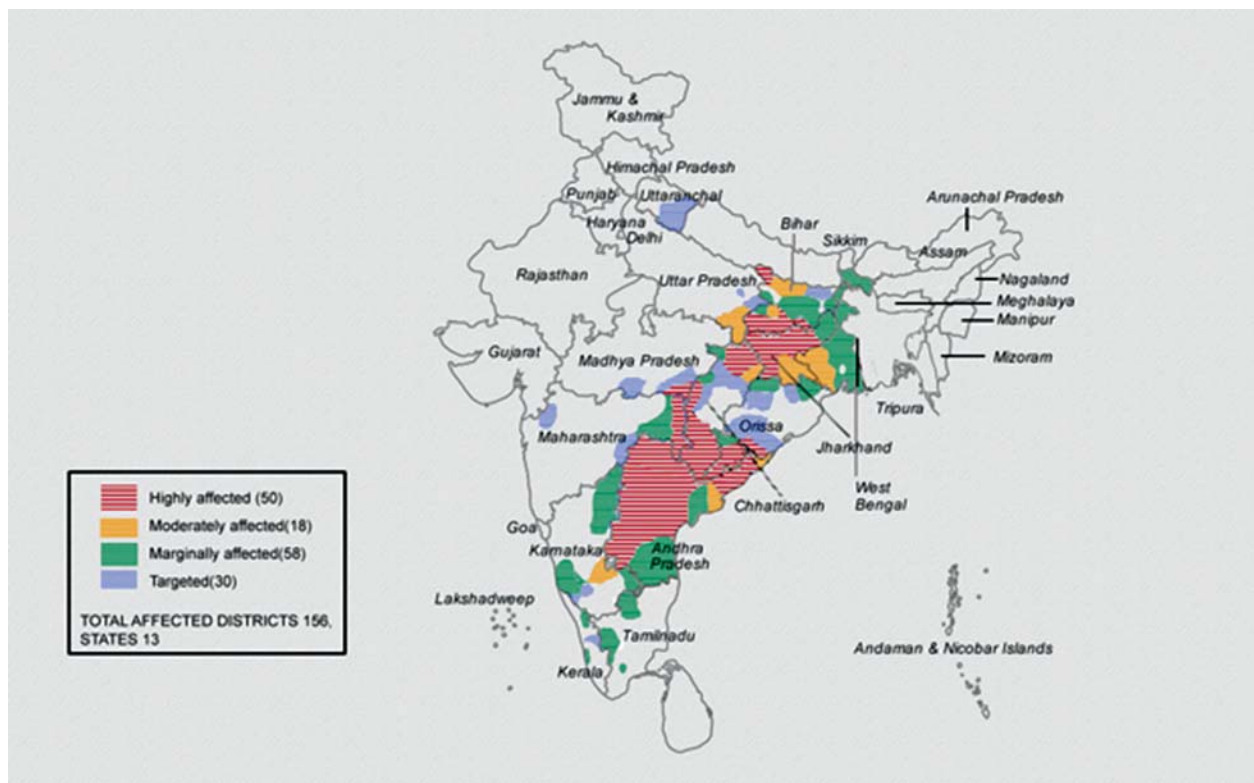 Jammu &
Kashmir
Himachal Pradesh
Punjab
Uttaranchal
Haryana
Delhi
Arunachal Pradesh
Bihar
Sikkim
Assam
Rajasthan
Uttar Pradesh
Nagaland
Meghalaya
Manipur
Gujarat
Madhya Pradesh
Mizoram
Tripura
Maharashtra
Orissa
Jharkhand
Chhattisgarh
West
Bengal
Highly affected (50)
Moderately affected(18)
Marginally affected(58)
Targeted(30)
TOTAL AFFECTED DISTRICTS 156,
STATES 13
Goa
Karnataka
Andhra
Pradesh
Lakshadweep
Tamilnadu
Andaman & Nicobar Islands
Kerala